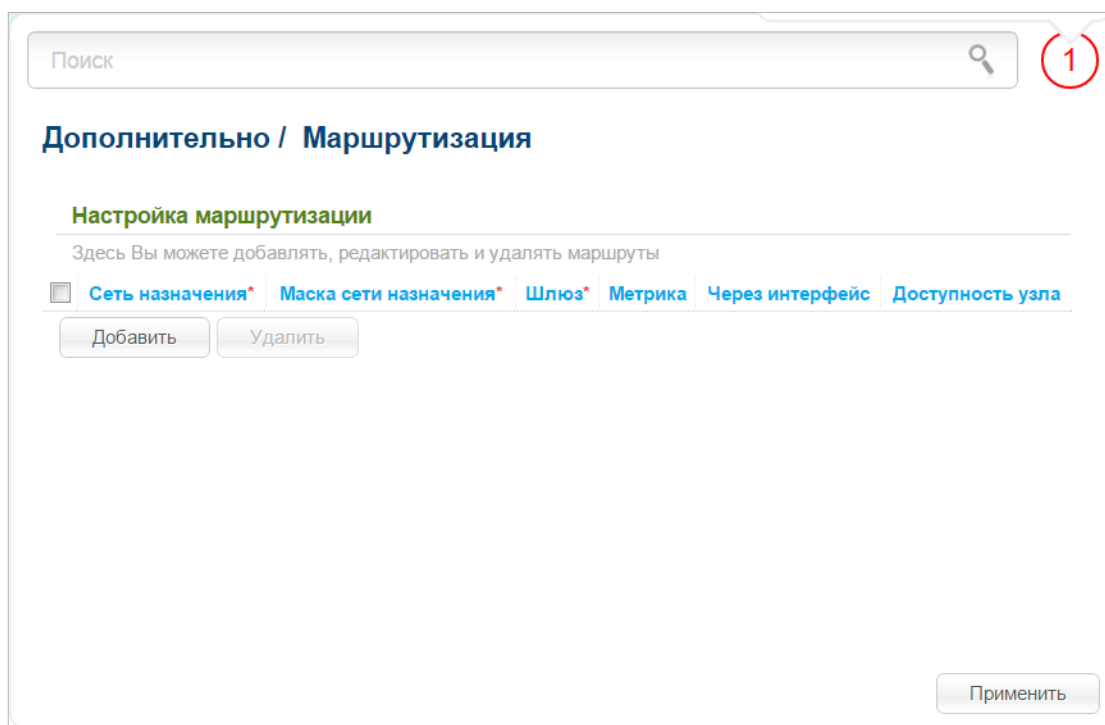 Поиск 1
Дополнительно / Маршрутизация
Настройка маршрутизации
Здесь Вы можете добавлять, редактировать и удалять маршруты
Сеть назначения* Маска сети назначения* Шлюз* Метрика Через интерфейс Доступность узла
Добавить Удалить
Применить